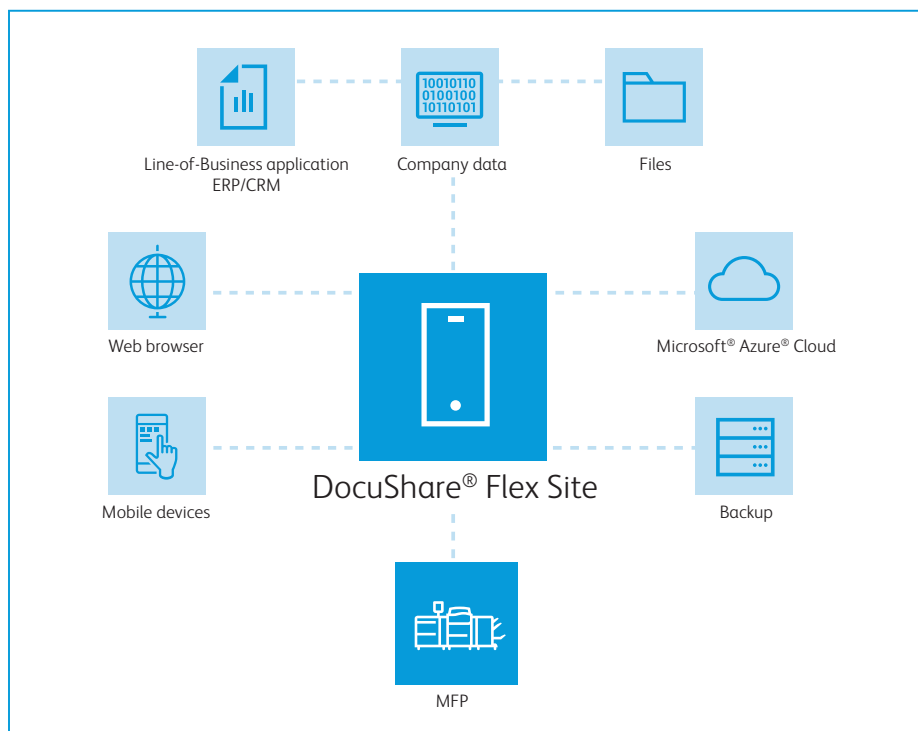 10010110
0100100
10110101
Line-of-Business application
ERP/CRM
Company data
Files
Web browser
Microsoft® Azure® Cloud
Mobile devices
DocuShare® Flex Site
Backup
MFP